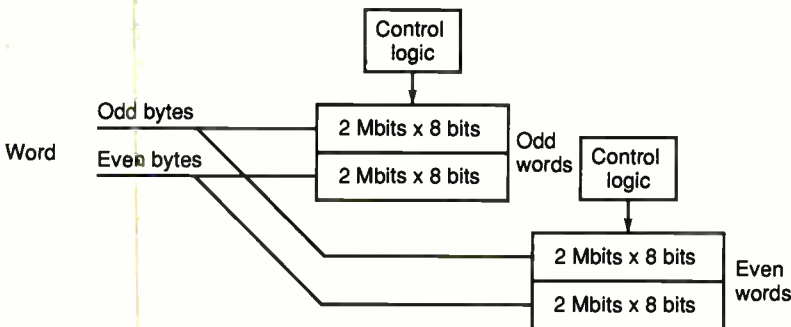 Control
logic
Odd bytes
2 Mbits x 8 bits
Odd
words
Word
Even bytes
2 Mbits x 8 bits
Control
logic
2 Mbits x 8 bits
Even
words
2 Mbits x 8 bits